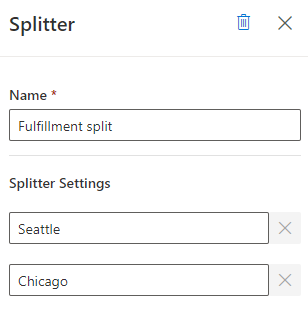 Splitter
Name *
Fulfillment split
Splitter Settings
Seattle
Chicago